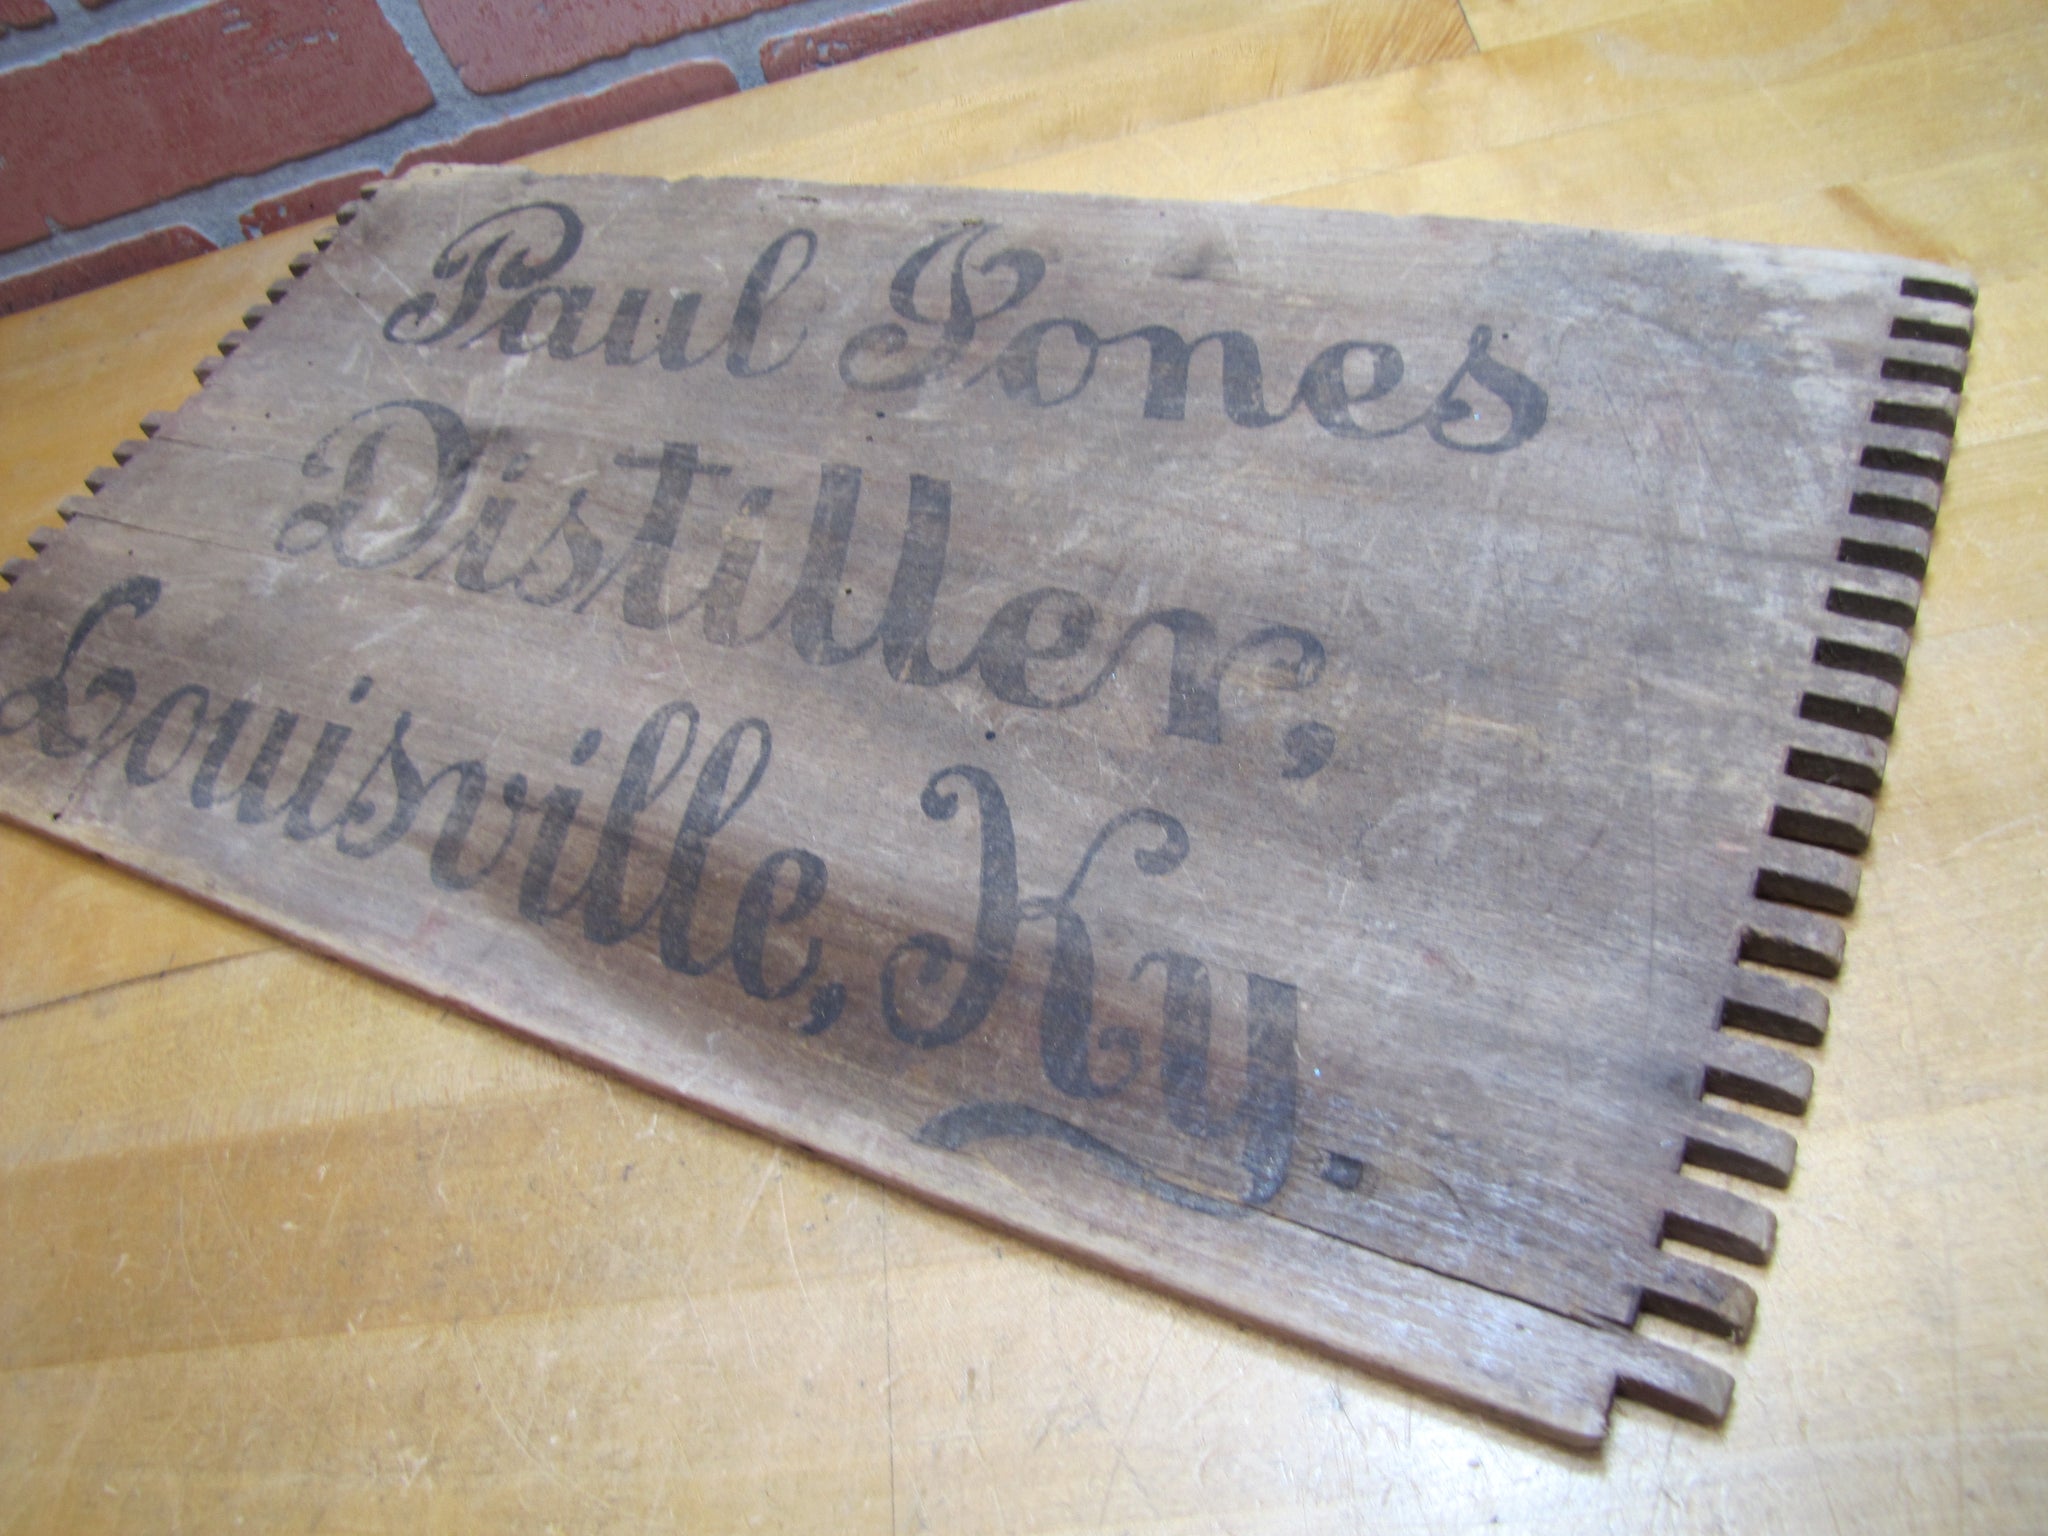 Paul Jones
Distiller,
Louisville, Ky.